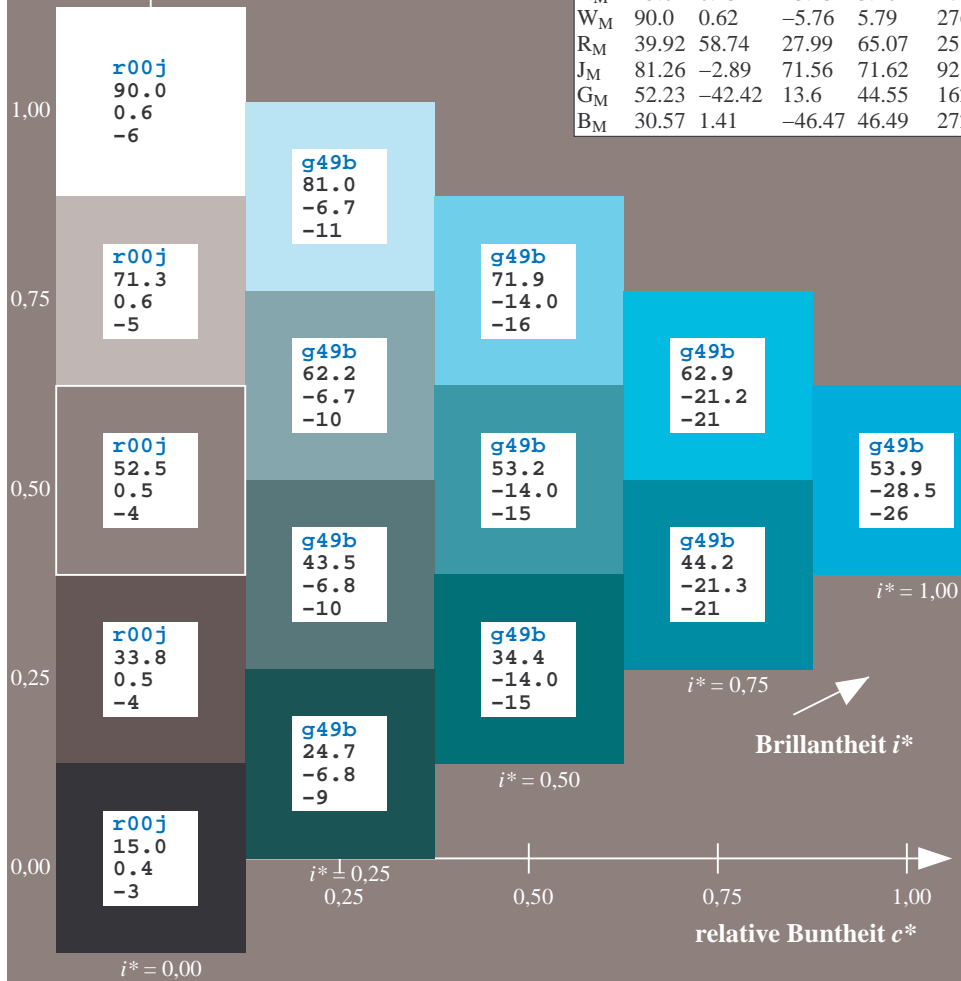 W_M 90.0 0.62 −5.76 5.79
R_M 39.92 58.74 27.99 65.07
J_M 81.26 −2.89 71.56 71.62 92
G_M 52.23 −42.42 13.6 44.55
B_M 30.57 1.41 −46.47 46.49
1,00
0,75
0,50
0,25
0,00
r00j
90.0
0.6
−6
r00j
71.3
0.6
−5
r00j
52.5
0.5
−4
r00j
33.8
0.5
−4
r00j
15.0
0.4
−3
i* = 0,00
g49b
81.0
−6.7
−11
g49b
62.2
−6.7
−10
g49b
43.5
−6.8
−10
g49b
24.7
−6.8
−9
i* = 0,25
g49b
71.9
−14.0
−16
g49b
53.2
−14.0
−15
g49b
34.4
−14.0
−15
i* = 0,50
g49b
62.9
−21.2
−21
g49b
44.2
−21.3
−21
i* = 0,75
g49b
53.9
−28.5
−26
i* = 1,00
Brillantheit i*
0,25 0,50 0,75 1,00
relative Buntheit c*